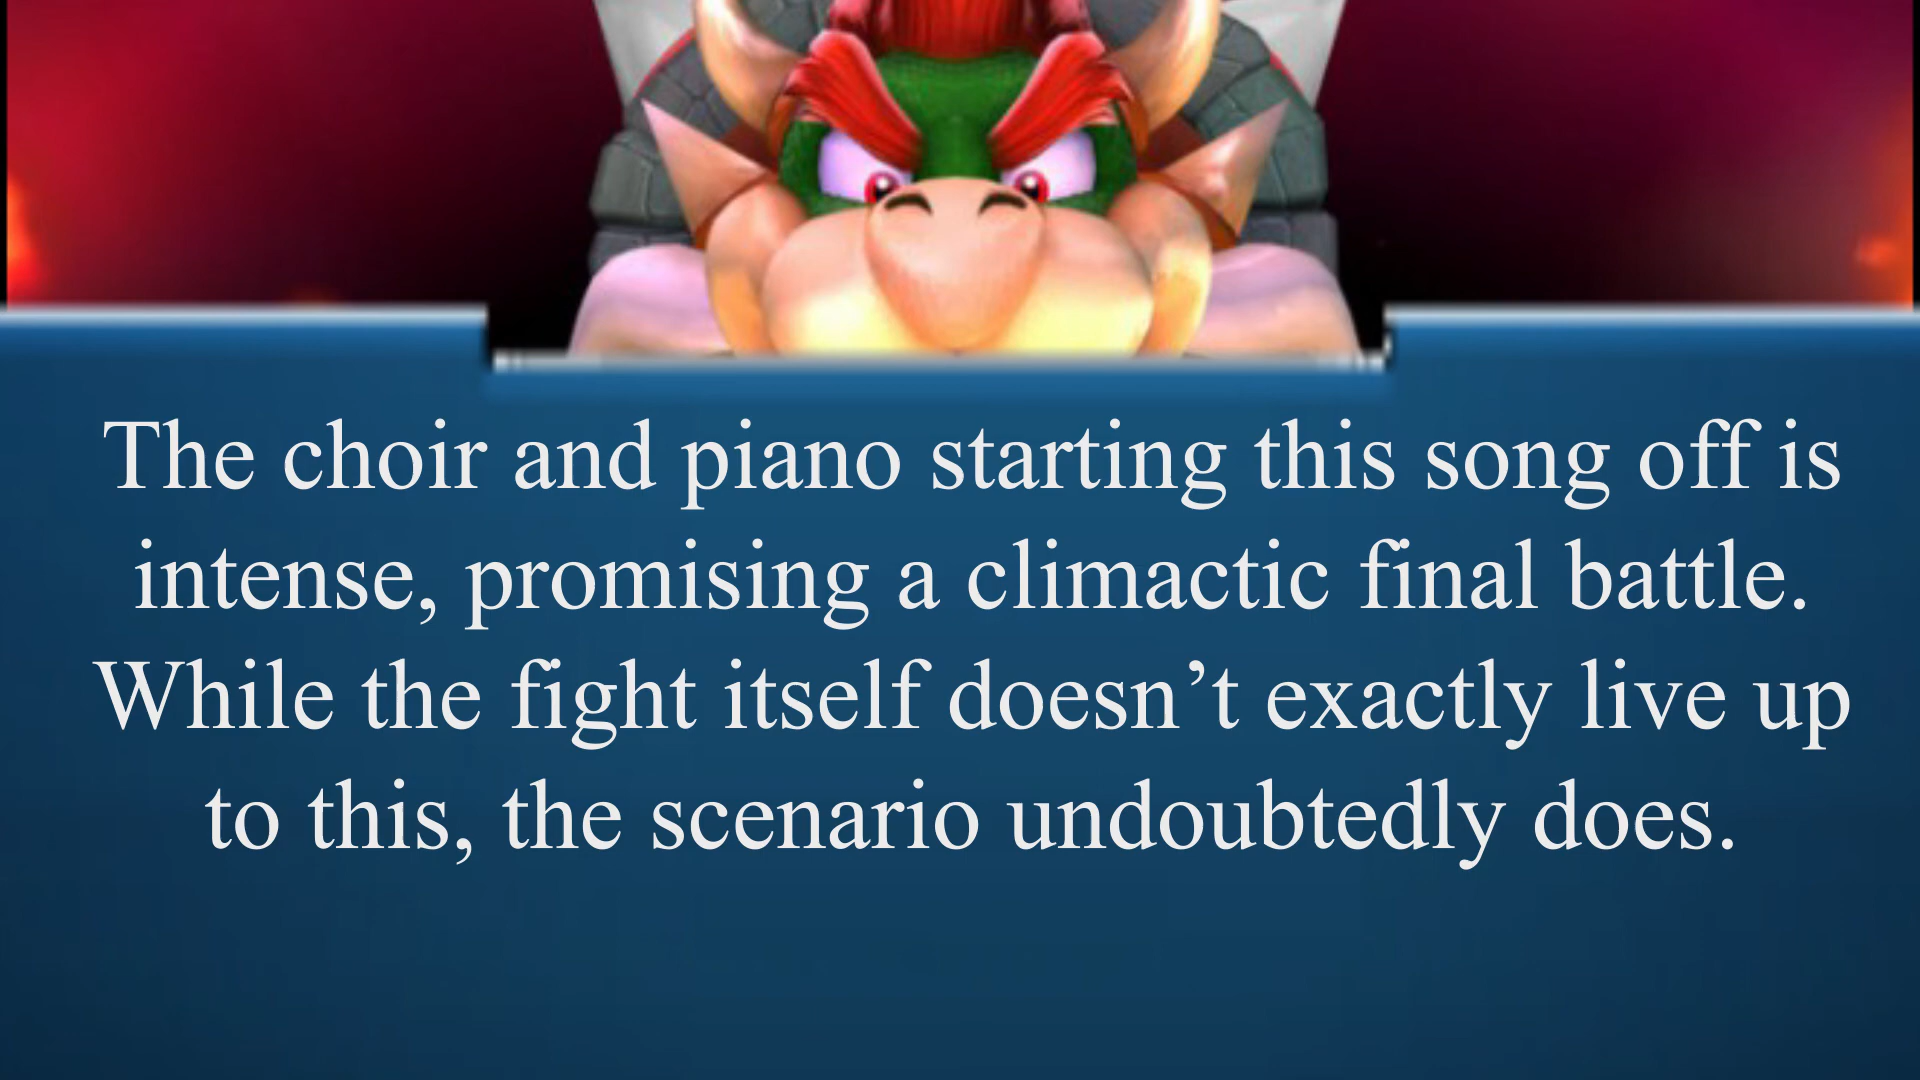 The choir and piano starting this song off is
intense, promising a climactic final battle.
While the fight itself doesn’t exactly live up
to this, the scenario undoubtedly does.